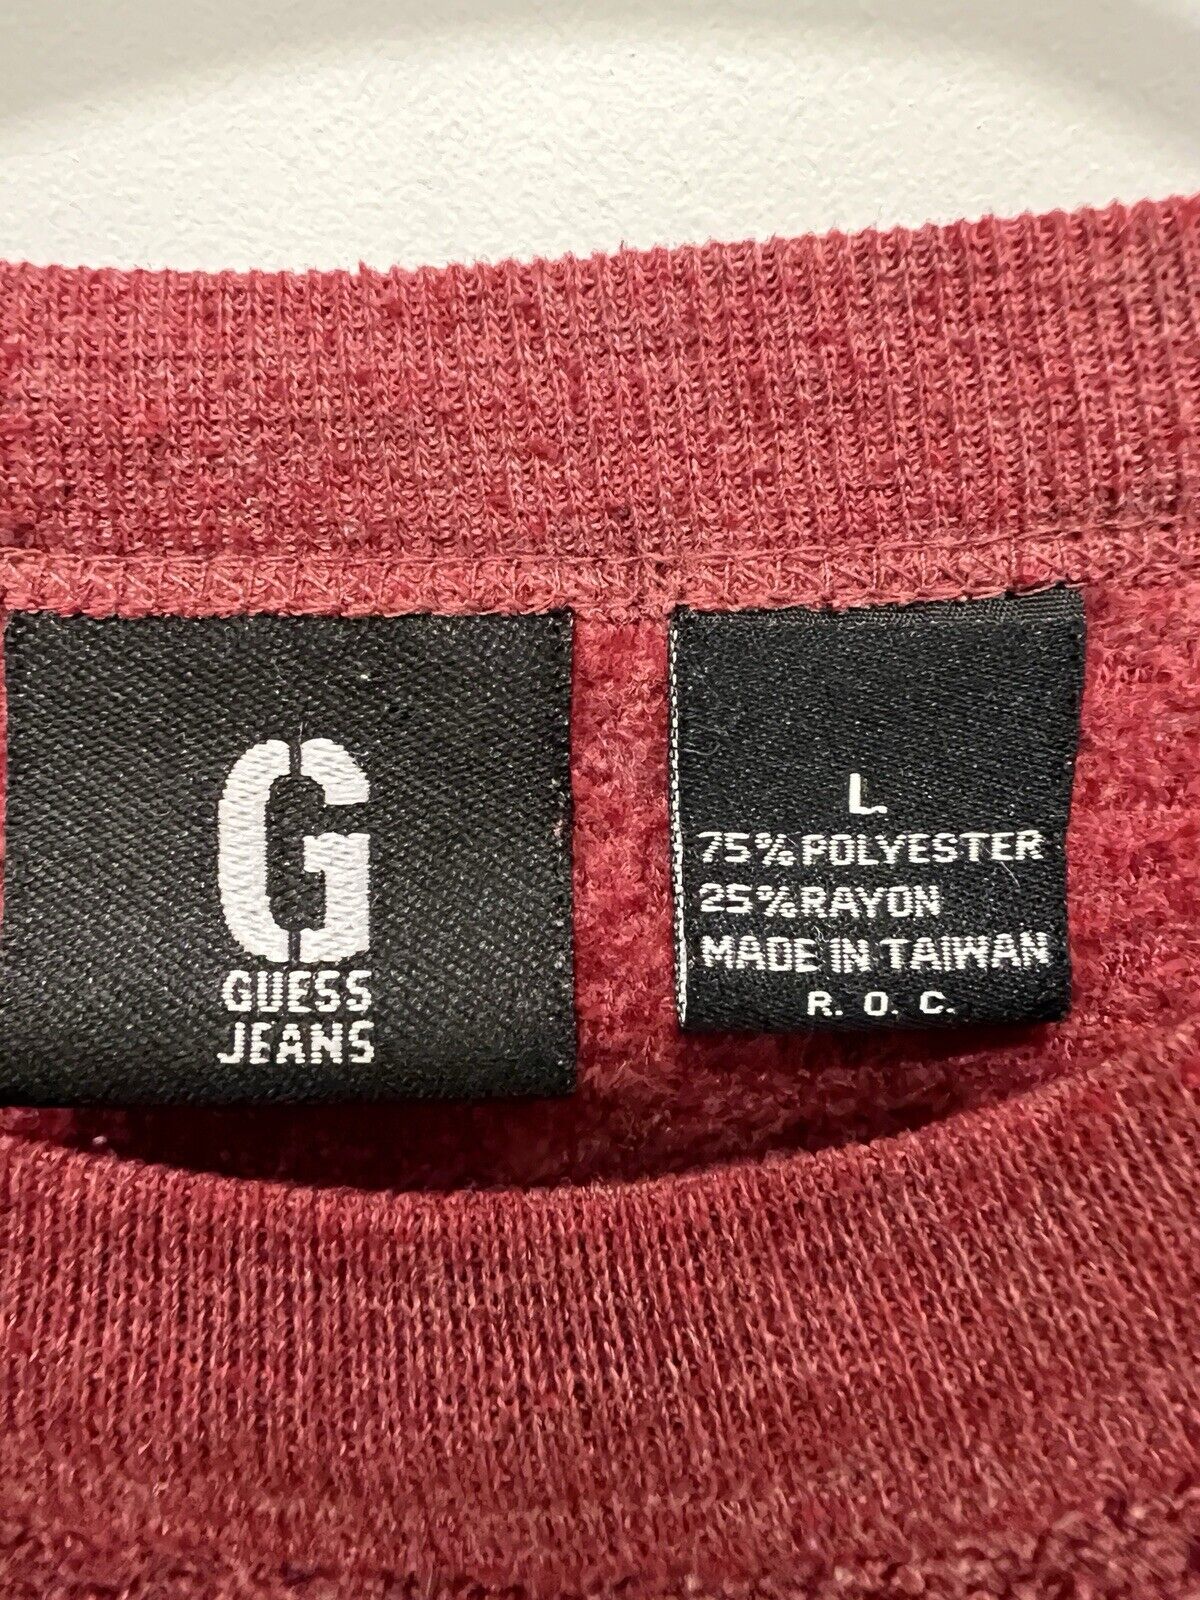 G
GUESS
JEANS
L
75% POLYESTER
25% RAYON
MADE IN TAIWAN
R. O. C.